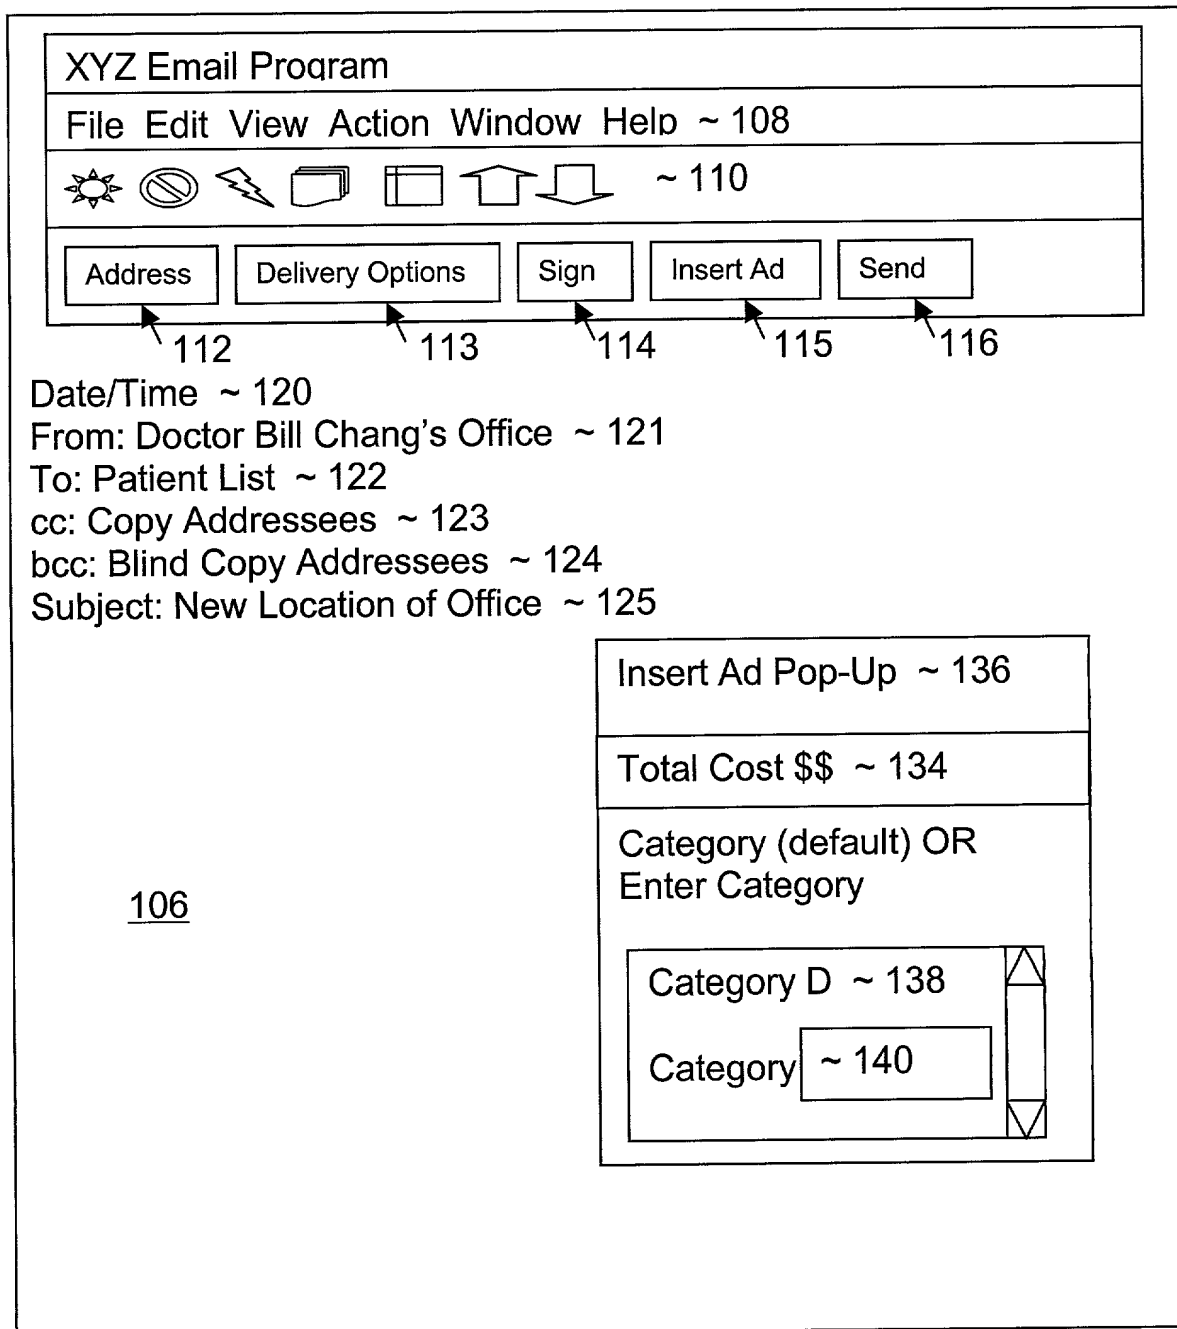 XYZ Email Program
File Edit View Action Window Help ~ 108
~ 110
Address Delivery Options Sign Insert Ad Send
112 113 114 115 116
Date/Time ~ 120
From: Doctor Bill Chang's Office ~ 121
To: Patient List ~ 122
cc: Copy Addressees ~ 123
bcc: Blind Copy Addressees ~ 124
Subject: New Location of Office ~ 125
Insert Ad Pop-Up ~ 136
Total Cost $$ ~ 134
Category (default) OR
Enter Category
106
Category D ~ 138
Category ~ 140